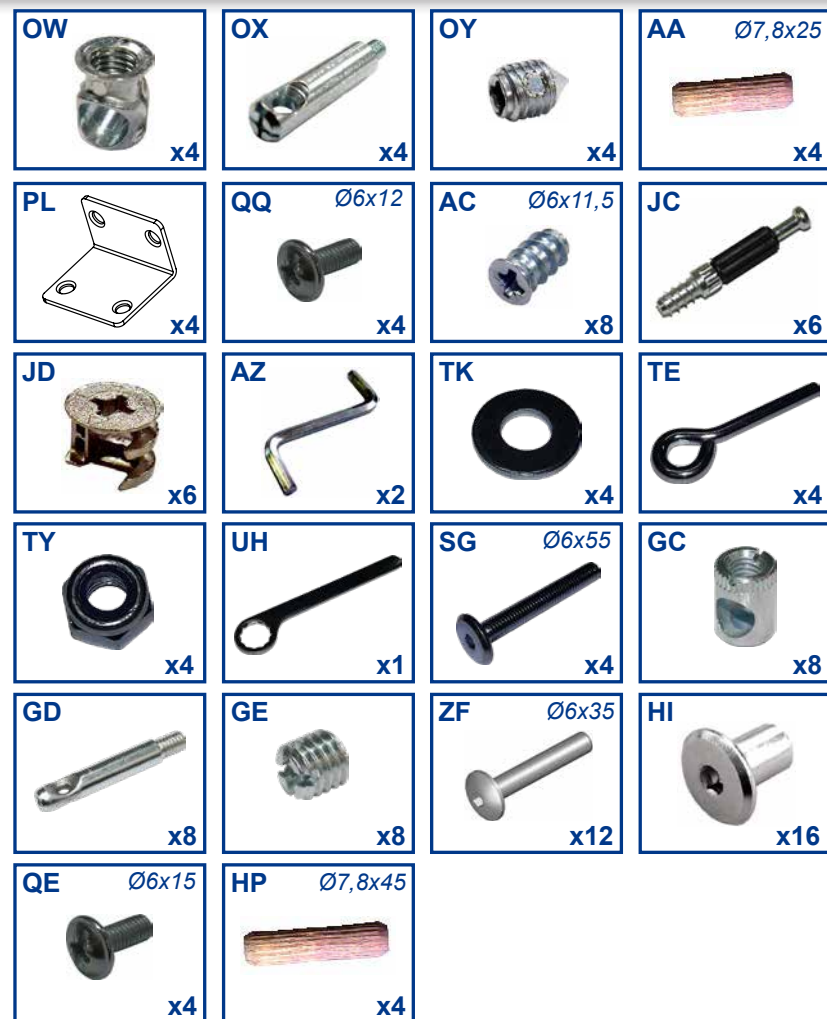 OW
x4
OX
x4
OY
x4
AA Ø7,8x25
x4
PL
x4
QQ Ø6x12
x4
AC Ø6x11,5
x8
JC
x6
JD
x6
AZ
x2
TK
x4
TE
x4
TY
x4
UH
x1
SG Ø6x55
x4
GC
x8
GD
x8
GE
x8
ZF Ø6x35
x12
HI
x16
QE Ø6x15
x4
HP Ø7,8x45
x4